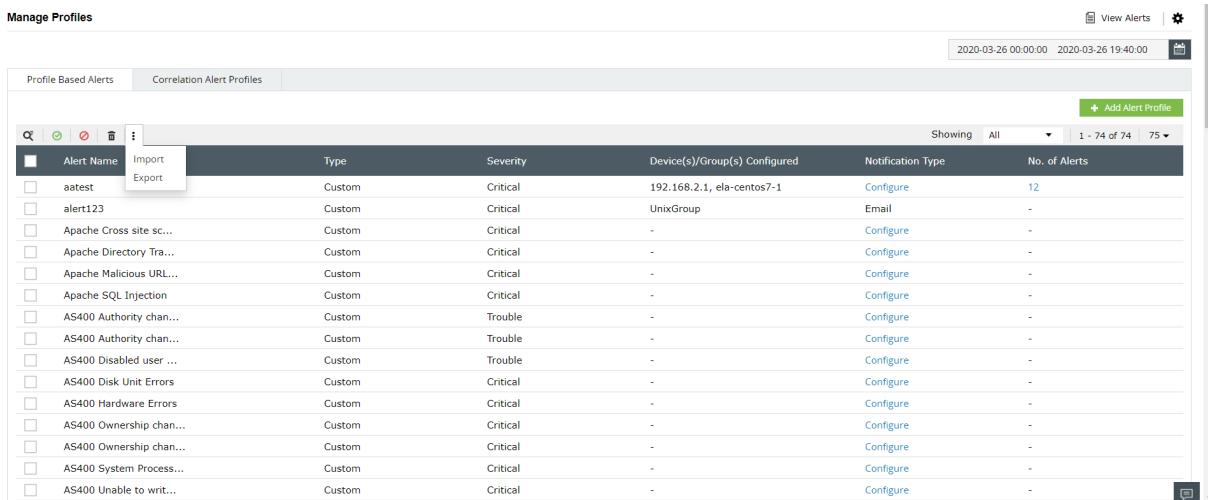 Manage Profiles View Alerts
2020-03-26 00:00:00 2020-03-26 19:40:00
Profile Based Alerts Correlation Alert Profiles
+ Add Alert Profile
Showing All 1 - 74 of 74 75
Alert Name Type Severity Device(s)/Group(s) Configured Notification Type No. of Alerts
Import
Export
aatest Custom Critical 192.168.2.1, ela-centos7-1 Configure 12
alert123 Custom Critical UnixGroup Email -
Apache Cross site sc... Custom Critical - Configure -
Apache Directory Tra... Custom Critical - Configure -
Apache Malicious URL... Custom Critical - Configure -
Apache SQL Injection Custom Critical - Configure -
AS400 Authority chan... Custom Trouble - Configure -
AS400 Authority chan... Custom Trouble - Configure -
AS400 Disabled user ... Custom Trouble - Configure -
AS400 Disk Unit Errors Custom Critical - Configure -
AS400 Hardware Errors Custom Critical - Configure -
AS400 Ownership chan... Custom Critical - Configure -
AS400 Ownership chan... Custom Critical - Configure -
AS400 System Process... Custom Critical - Configure -
AS400 Unable to writ... Custom Critical - Configure -